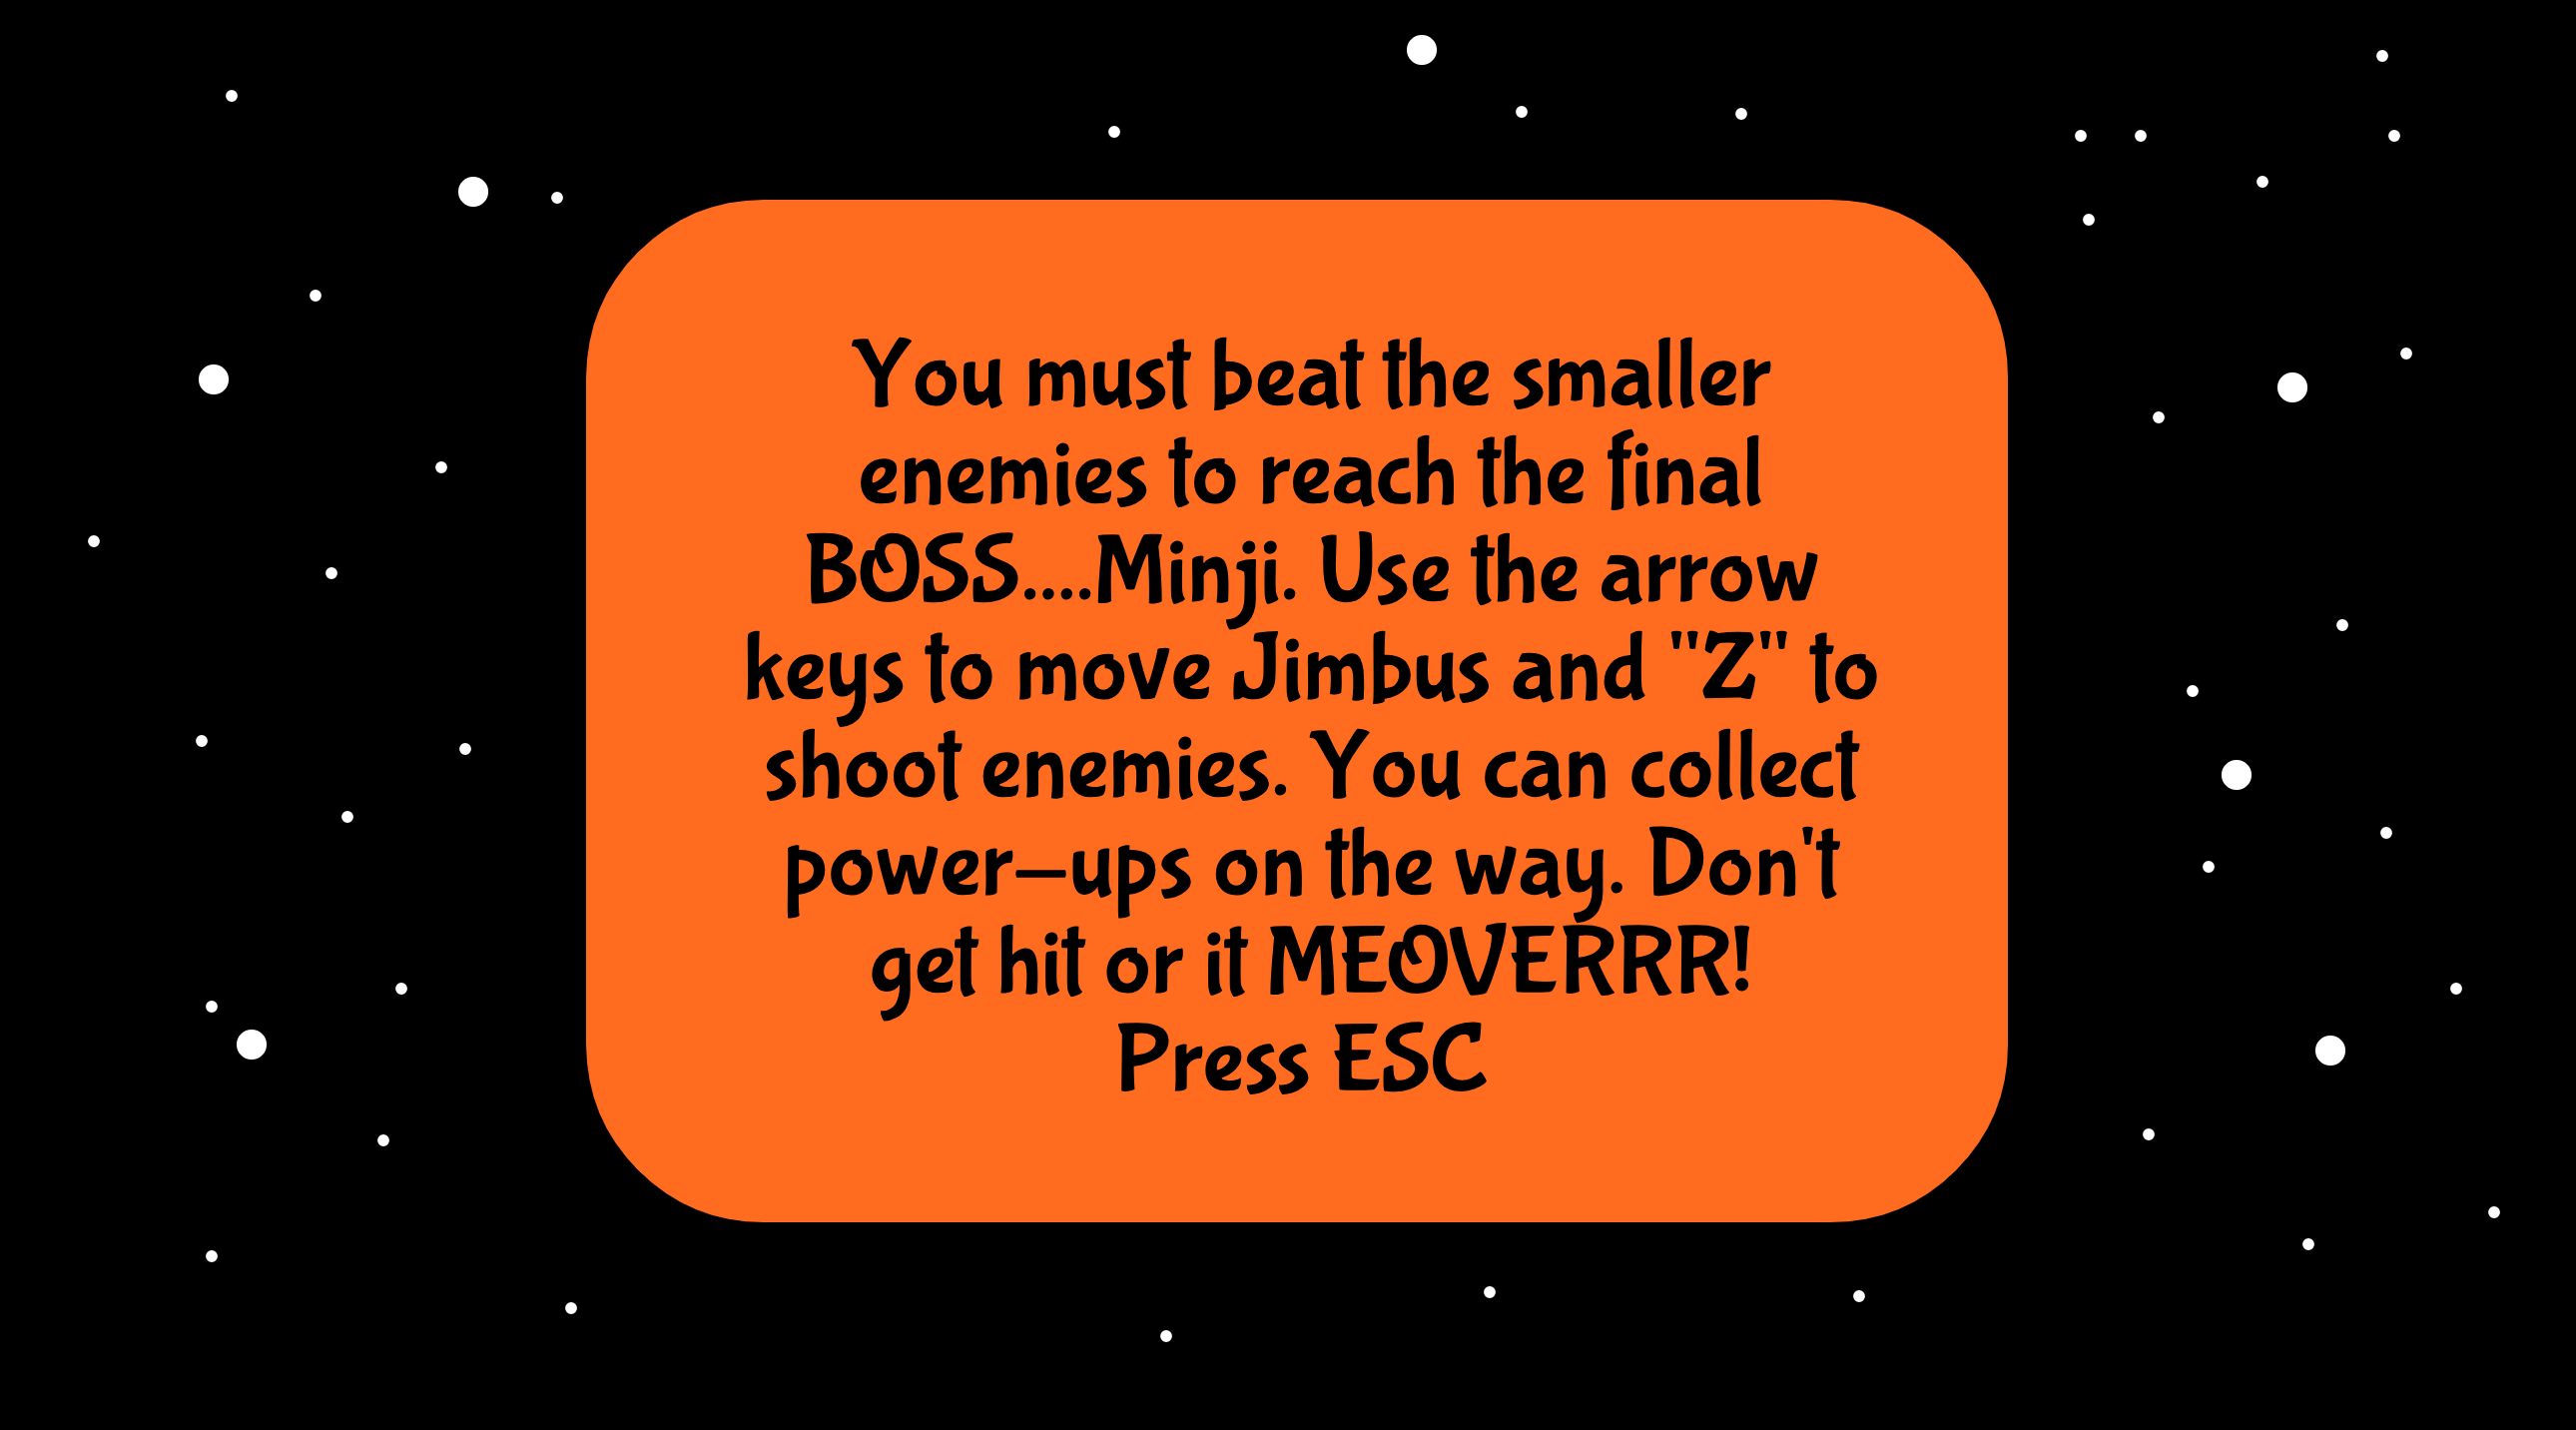 You must beat the smaller
enemies to reach the final
BOSS....Minji. Use the arrow
keys to move Jimbus and "Z" to
shoot enemies. You can collect
power-ups on the way. Don't
get hit or it MEOVERRR!
Press ESC